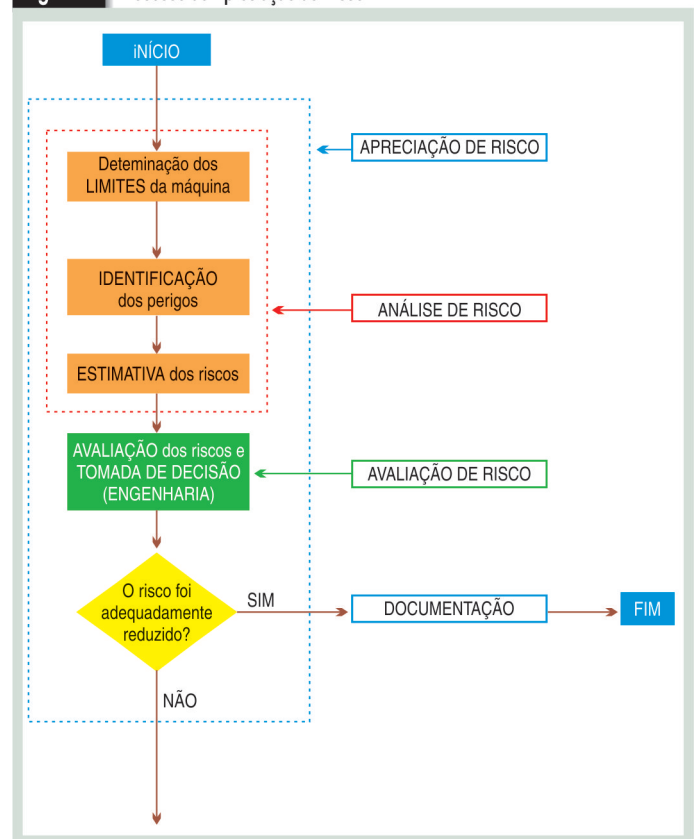 iNÍCIO
APRECIAÇÃO DE RISCO
Deteminação dos
LIMITES da máquina
IDENTIFICAÇÃO
dos perigos
ANÁLISE DE RISCO
ESTIMATIVA dos riscos
AVALIAÇÃO dos riscos e
TOMADA DE DECISÃO
(ENGENHARIA)
AVALIAÇÃO DE RISCO
O risco foi
adequadamente
reduzido?
SIM
DOCUMENTAÇÃO
FIM
NÃO